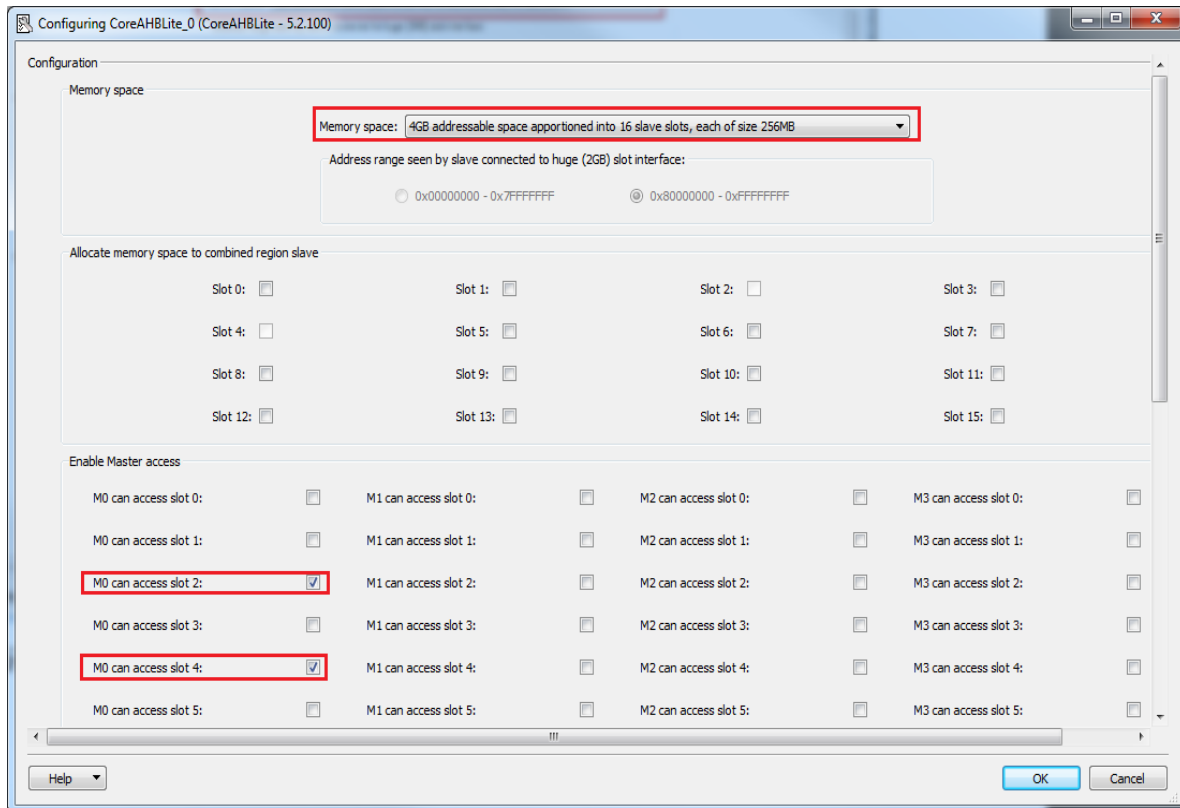 Configuring CoreAHBLite_0 (CoreAHBLite - 5.2.100)
Configuration
Memory space
Memory space: 4GB addressable space apportioned into 16 slave slots, each of size 256MB
Address range seen by slave connected to huge (2GB) slot interface:
0x00000000 - 0x7FFFFFFF 0x80000000 - 0xFFFFFFFF
Allocate memory space to combined region slave
Slot 0: Slot 1: Slot 2: Slot 3:
Slot 4: Slot 5: Slot 6: Slot 7:
Slot 8: Slot 9: Slot 10: Slot 11:
Slot 12: Slot 13: Slot 14: Slot 15:
Enable Master access
M0 can access slot 0: M1 can access slot 0: M2 can access slot 0: M3 can access slot 0:
M0 can access slot 1: M1 can access slot 1: M2 can access slot 1: M3 can access slot 1:
M0 can access slot 2: M1 can access slot 2: M2 can access slot 2: M3 can access slot 2:
M0 can access slot 3: M1 can access slot 3: M2 can access slot 3: M3 can access slot 3:
M0 can access slot 4: M1 can access slot 4: M2 can access slot 4: M3 can access slot 4:
M0 can access slot 5: M1 can access slot 5: M2 can access slot 5: M3 can access slot 5:
Help OK Cancel